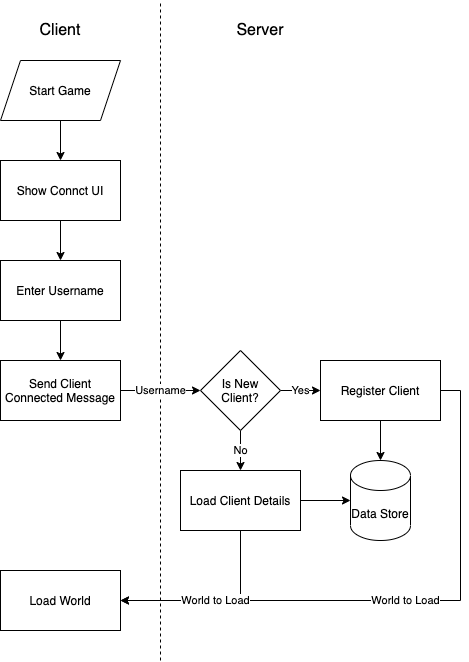 Client
Server
Start Game
Show Connct UI
Enter Username
Send Client
Connected Message
Username
Is New
Client?
Yes
Register Client
No
Load Client Details
Data Store
Load World
World to Load
World to Load